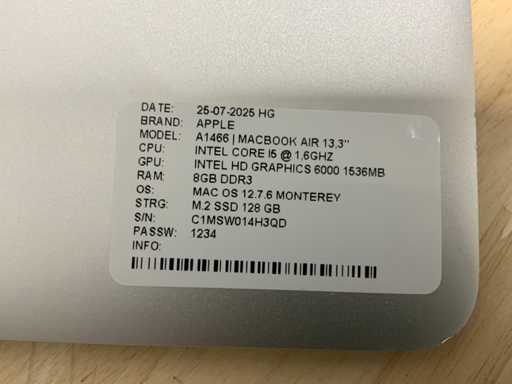 DATE: 25-07-2025 HG
BRAND: APPLE
MODEL: A1466 | MACBOOK AIR 13,3"
CPU: INTEL CORE I5 @ 1,6GHZ
GPU: INTEL HD GRAPHICS 6000 1536MB
RAM: 8GB DDR3
OS: MAC OS 12.7.6 MONTEREY
STRG: M.2 SSD 128 GB
S/N: C1MSW014H3QD
PASSW: 1234
INFO: